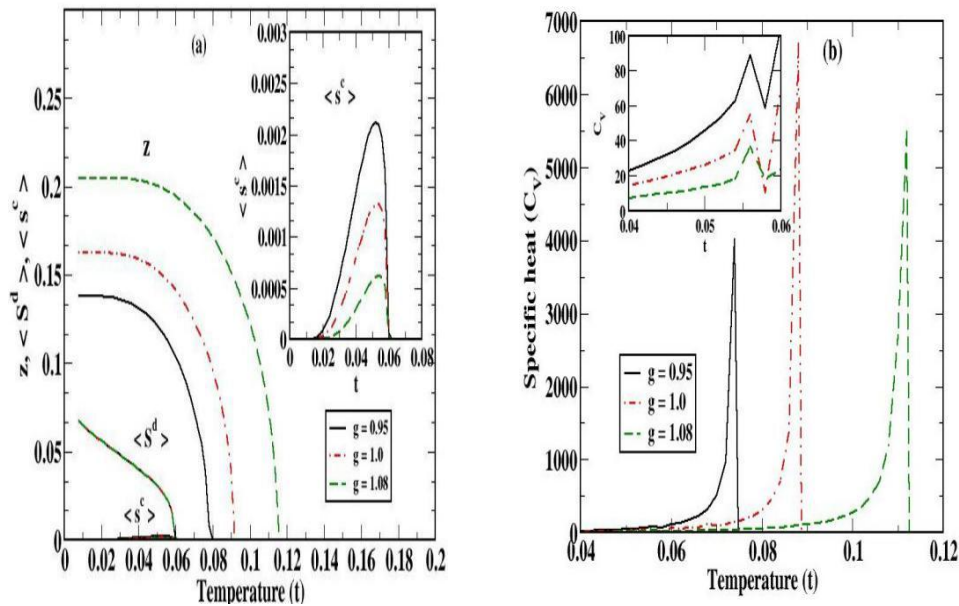 (a)
z, < S^d >, < s^c >
0.25
0.2
0.15
0.1
0.05
0
0.02 0.04 0.06 0.08 0.1 0.12 0.14 0.16 0.18 0.2
Temperature (t)
z
< S^d >
< s^c >
0.003
0.0025
0.002
0.0015
0.001
0.0005
0
< s^c >
< s^c >
0 0.02 0.04 0.06 0.08
t
g = 0.95
g = 1.0
g = 1.08
(b)
Specific heat (C_v)
7000
6000
5000
4000
3000
2000
1000
0
0.04 0.06 0.08 0.1 0.12
Temperature (t)
C_v
100
80
60
40
20
0
0.04 0.05 0.06
t
g = 0.95
g = 1.0
g = 1.08